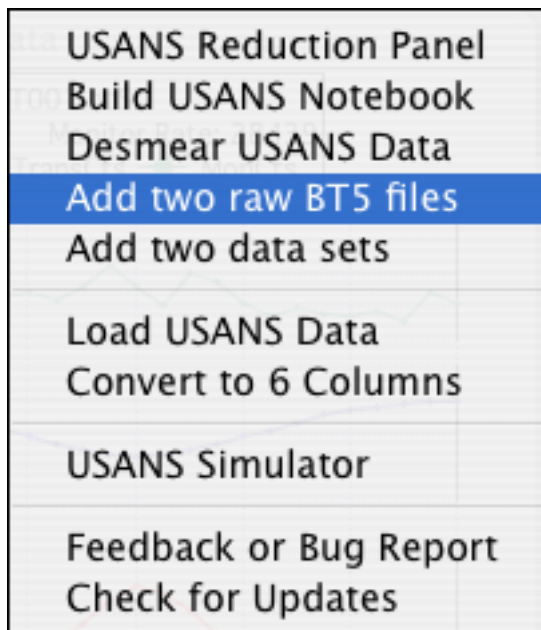 USANS Reduction Panel
Build USANS Notebook
Desmear USANS Data
Add two raw BT5 files
Add two data sets
Load USANS Data
Convert to 6 Columns
USANS Simulator
Feedback or Bug Report
Check for Updates